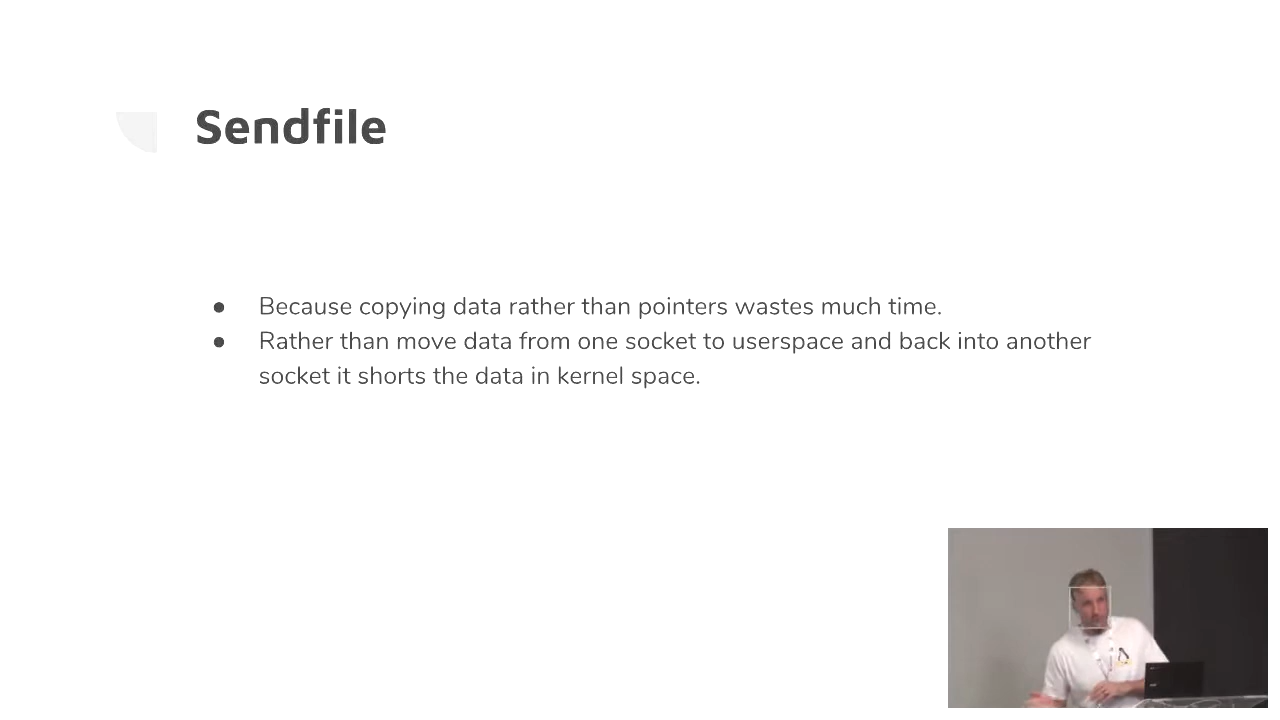 Sendfile
● Because copying data rather than pointers wastes much time.
● Rather than move data from one socket to userspace and back into another
socket it shorts the data in kernel space.